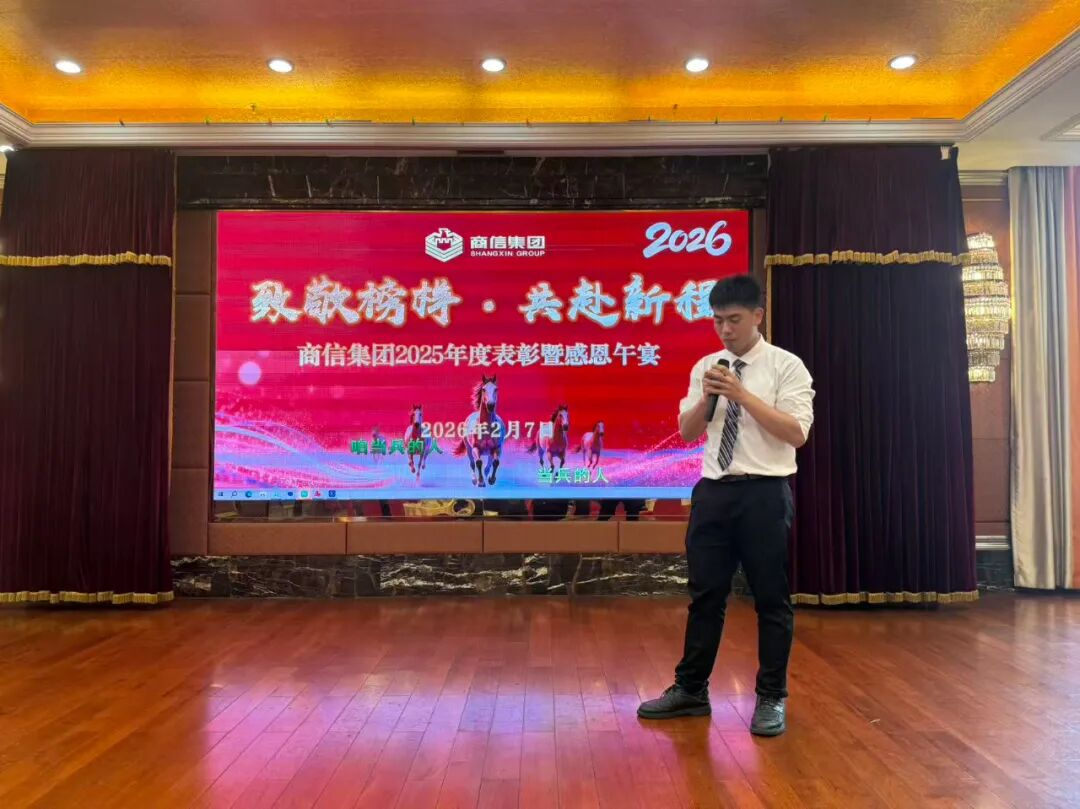 商信集团
SHANGXIN GROUP
2026
致敬榜样·共赴新程
商信集团2025年度表彰暨感恩午宴
2026年2月7日
咱当兵的人
当兵的人